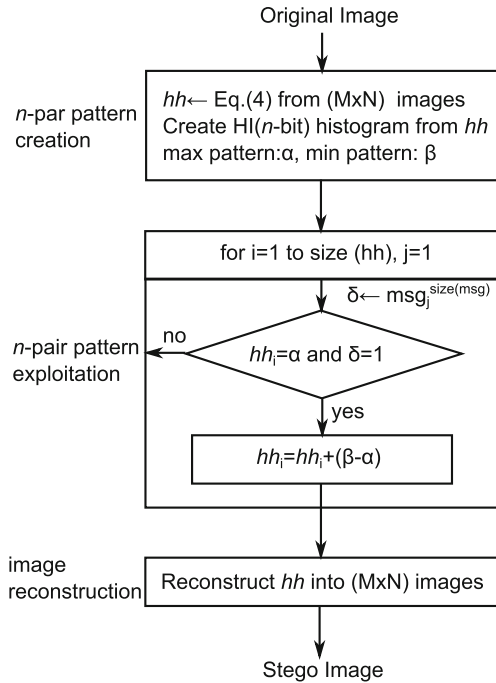 Original Image
n-par pattern
creation
hh← Eq.(4) from (MxN) images
Create HI(n-bit) histogram from hh
max pattern:α, min pattern: β
for i=1 to size (hh), j=1
δ← msgⱼ^size(msg)
no
n-pair pattern
exploitation
hhᵢ=α and δ=1
yes
hhᵢ=hhᵢ+(β-α)
image
reconstruction
Reconstruct hh into (MxN) images
Stego Image